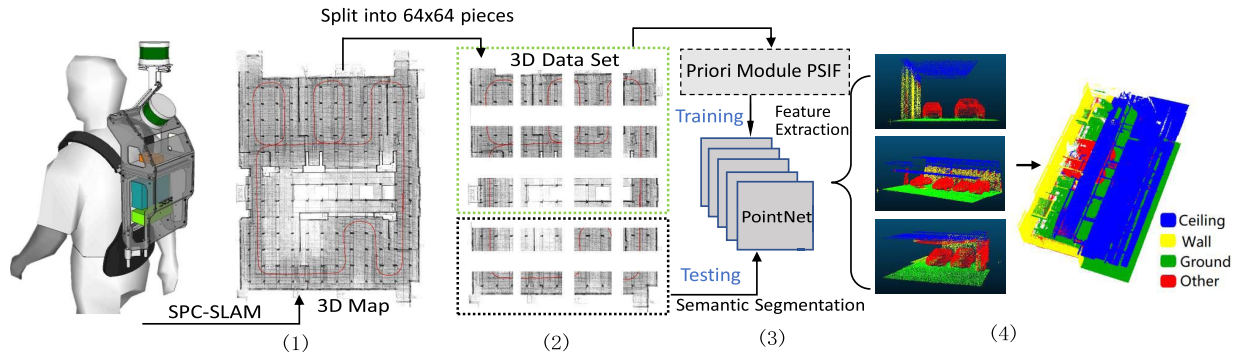 Split into 64x64 pieces
3D Data Set
Priori Module PSIF
Training
Feature
Extraction
PointNet
Testing
Semantic Segmentation
SPC-SLAM
3D Map
Ceiling
Wall
Ground
Other
(1)
(2)
(3)
(4)